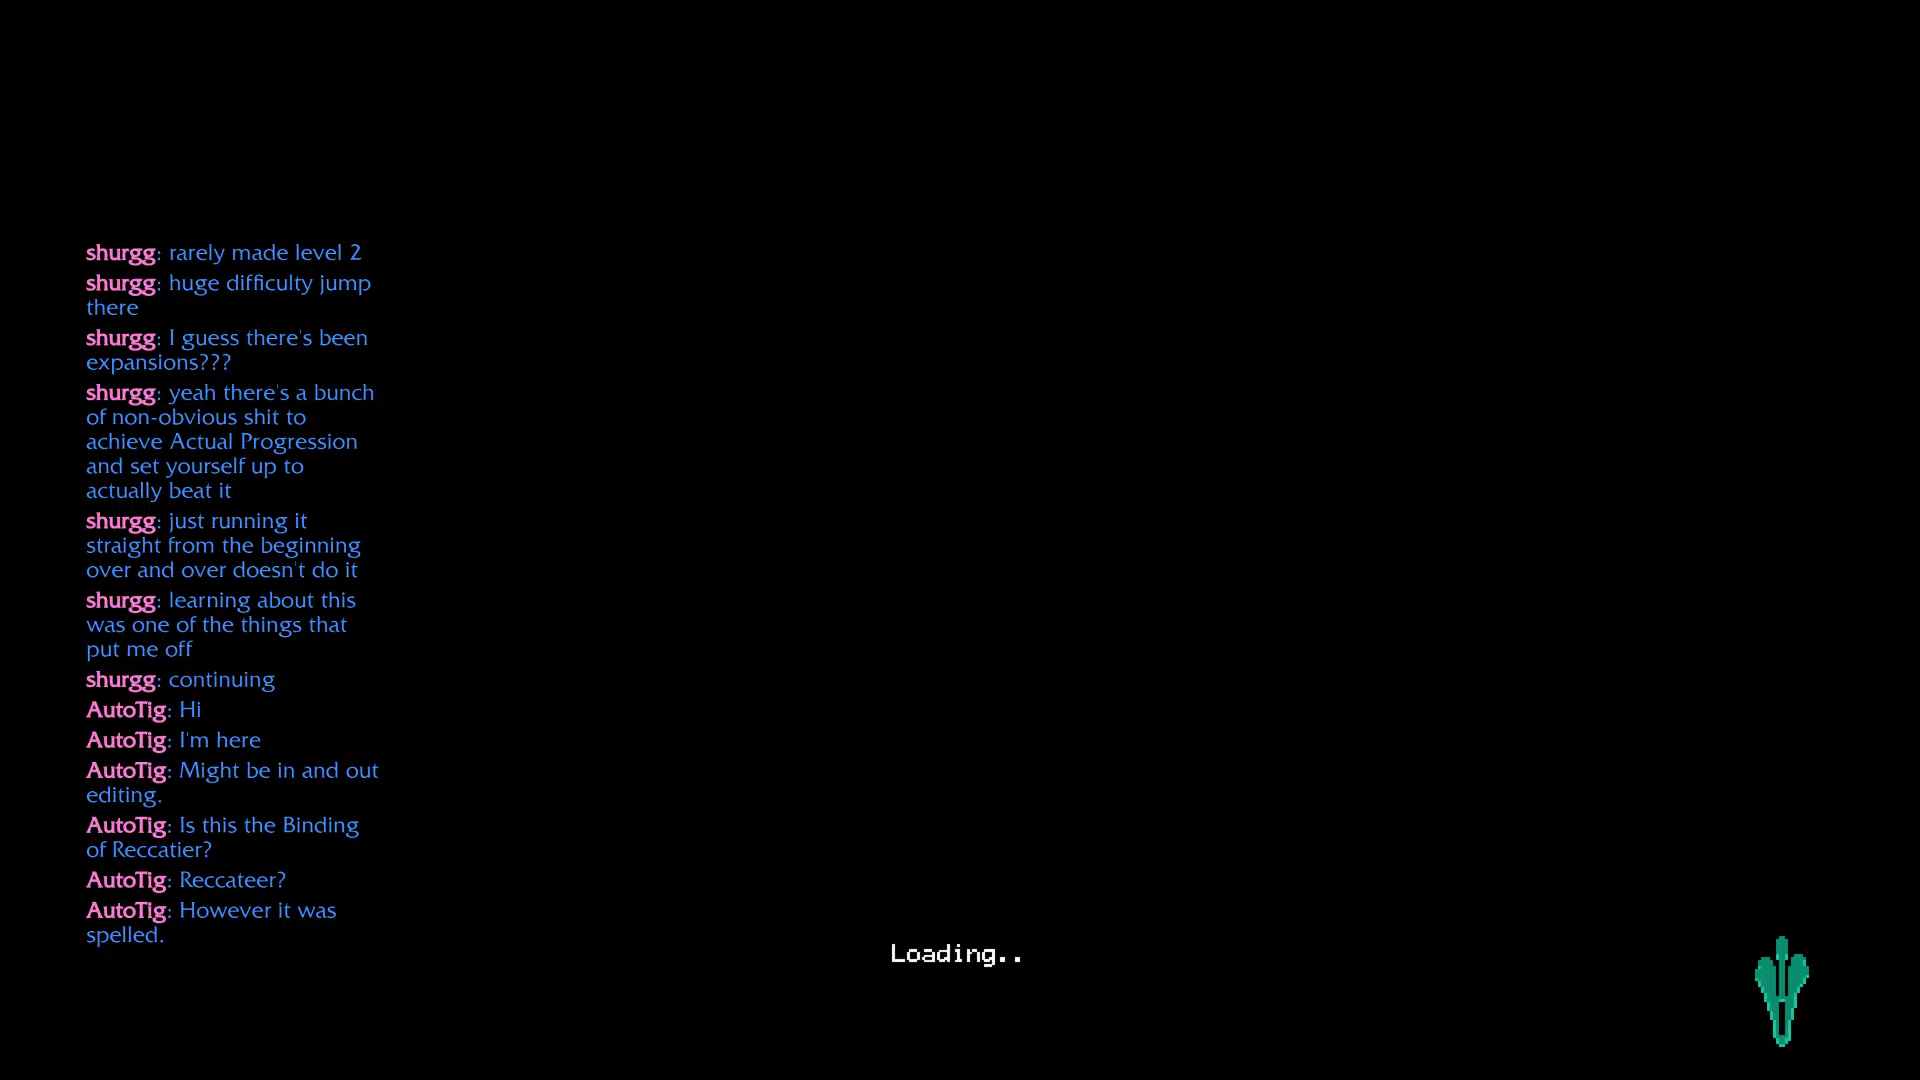 shurgg: rarely made level 2
shurgg: huge difficulty jump
there
shurgg: I guess there's been
expansions???
shurgg: yeah there's a bunch
of non-obvious shit to
achieve Actual Progression
and set yourself up to
actually beat it
shurgg: just running it
straight from the beginning
over and over doesn't do it
shurgg: learning about this
was one of the things that
put me off
shurgg: continuing
AutoTig: Hi
AutoTig: I'm here
AutoTig: Might be in and out
editing.
AutoTig: Is this the Binding
of Reccatier?
AutoTig: Reccateer?
AutoTig: However it was
spelled.
Loading..